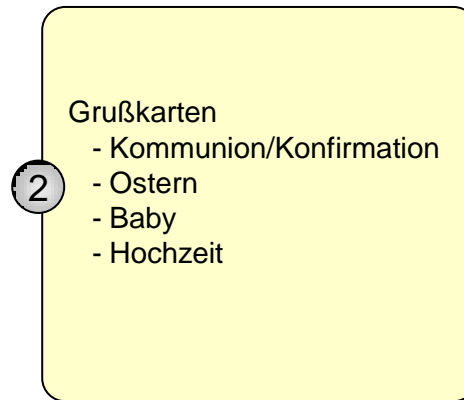 Grußkarten
- Kommunion/Konfirmation
2
- Ostern
- Baby
- Hochzeit